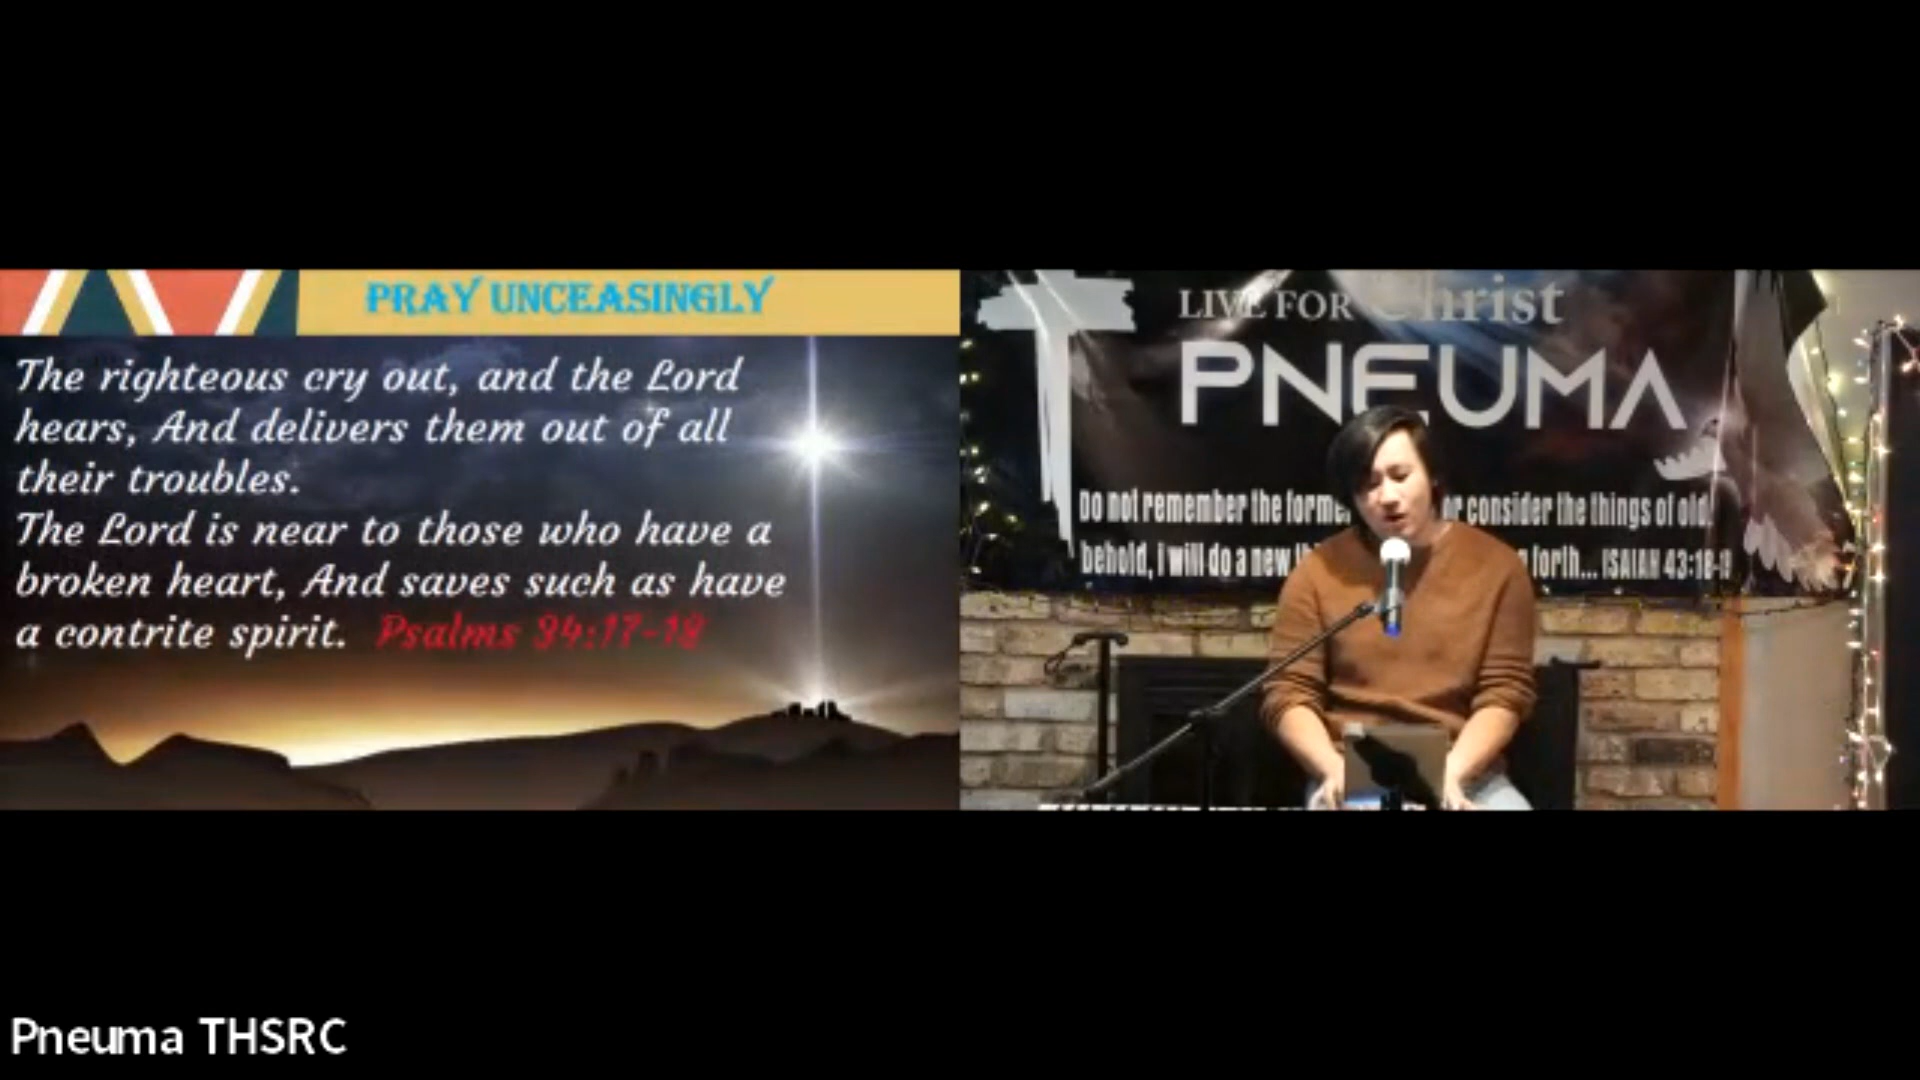 PRAY UNCEASINGLY
The righteous cry out, and the Lord
hears, And delivers them out of all
their troubles.
The Lord is near to those who have a
broken heart, And saves such as have
a contrite spirit. Psalms 34:17-18
LIVE FOR Christ
PNEUMA
Do not remember the former or consider the things of old.
behold, I will do a new forth... ISAIAH 43:18-19
Pneuma THSRC